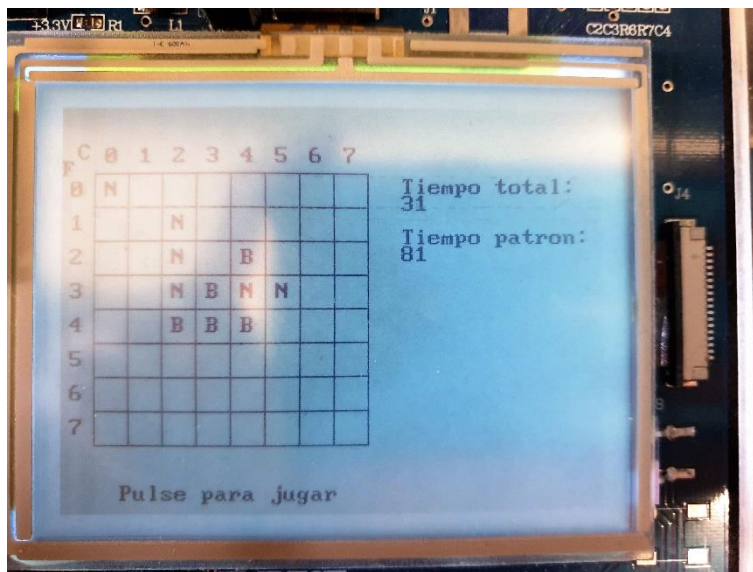 +3.3V R1 L1 J1 C2C3R6R7C4
C 0 1 2 3 4 5 6 7
F
0 N
1 N
2 N B
3 N B N N
4 B B B
5
6
7
Tiempo total:
31
Tiempo patron:
81
Pulse para jugar
J4